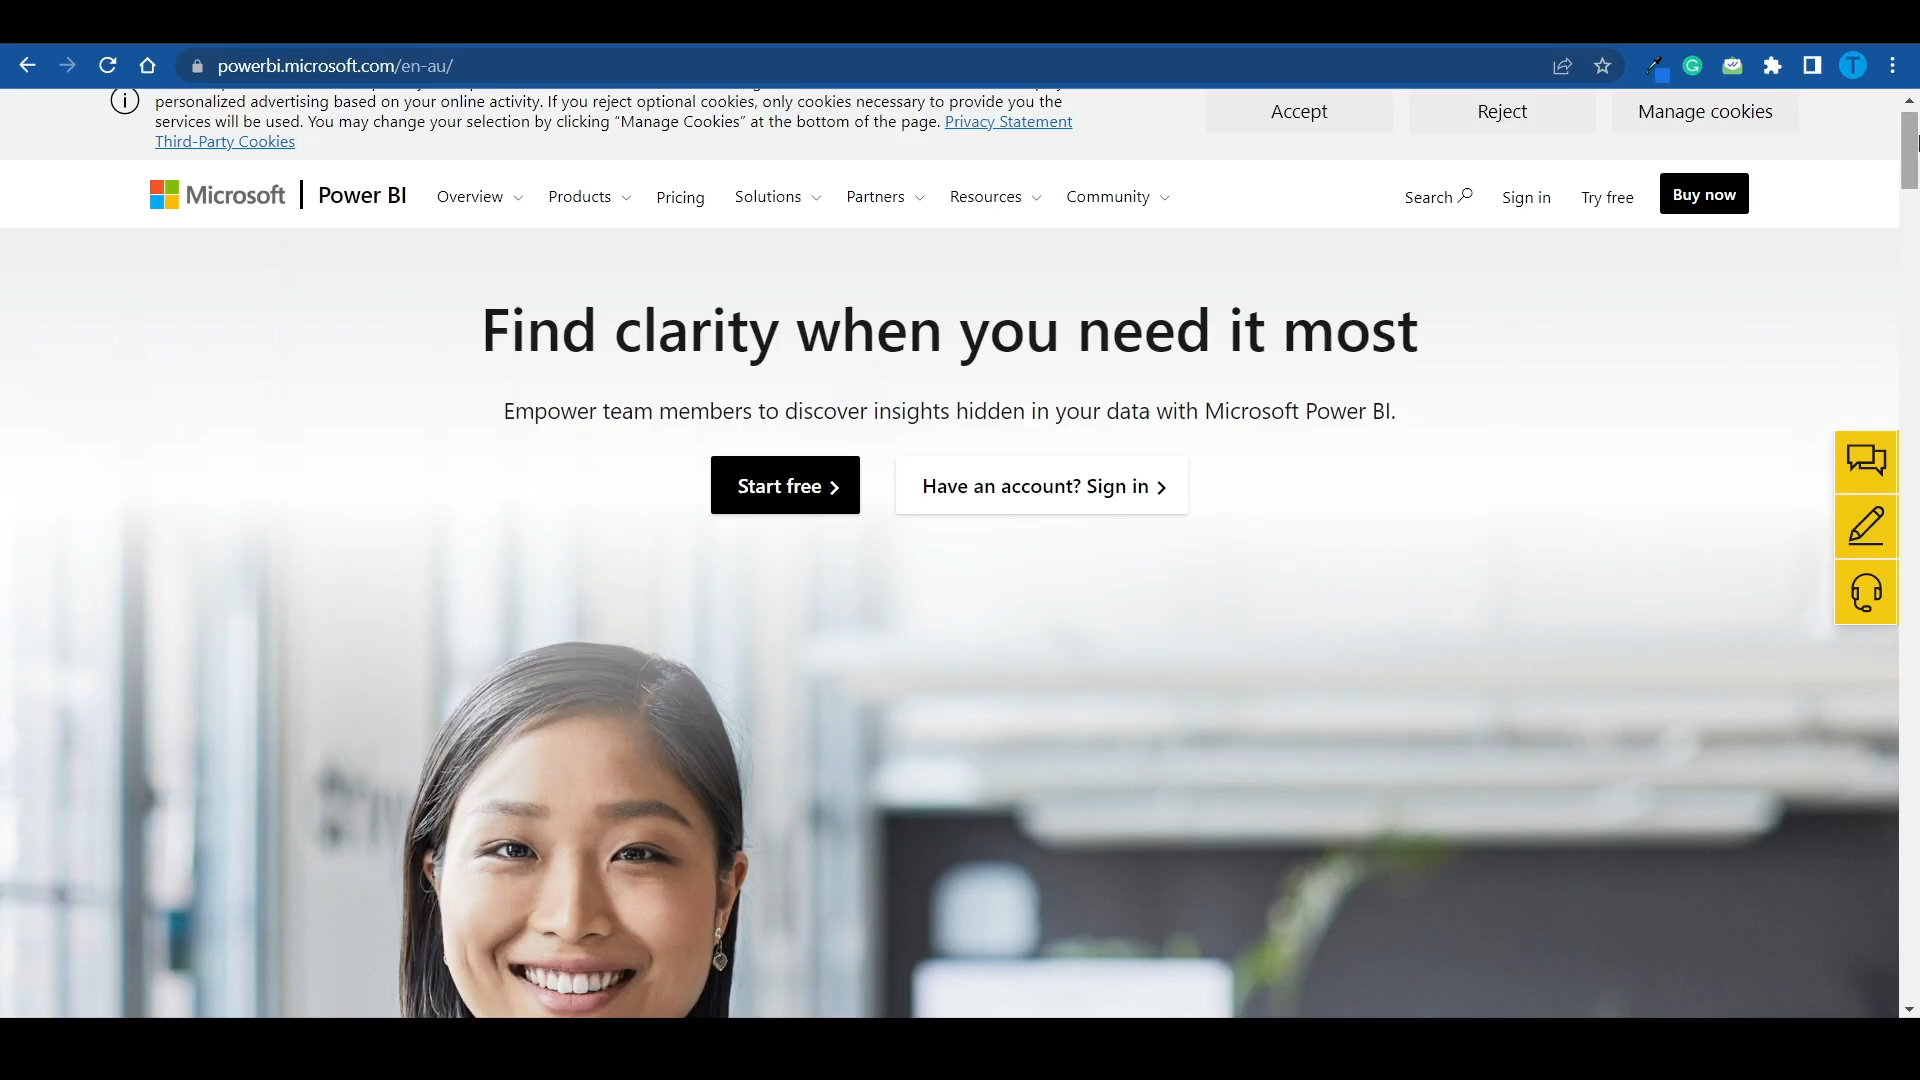 powerbi.microsoft.com/en-au/
personalized advertising based on your online activity. If you reject optional cookies, only cookies necessary to provide you the
services will be used. You may change your selection by clicking “Manage Cookies” at the bottom of the page. Privacy Statement
Third-Party Cookies
Accept
Reject
Manage cookies
Microsoft
Power BI
Overview
Products
Pricing
Solutions
Partners
Resources
Community
Search
Sign in
Try free
Buy now
Find clarity when you need it most
Empower team members to discover insights hidden in your data with Microsoft Power BI.
Start free
Have an account? Sign in
T